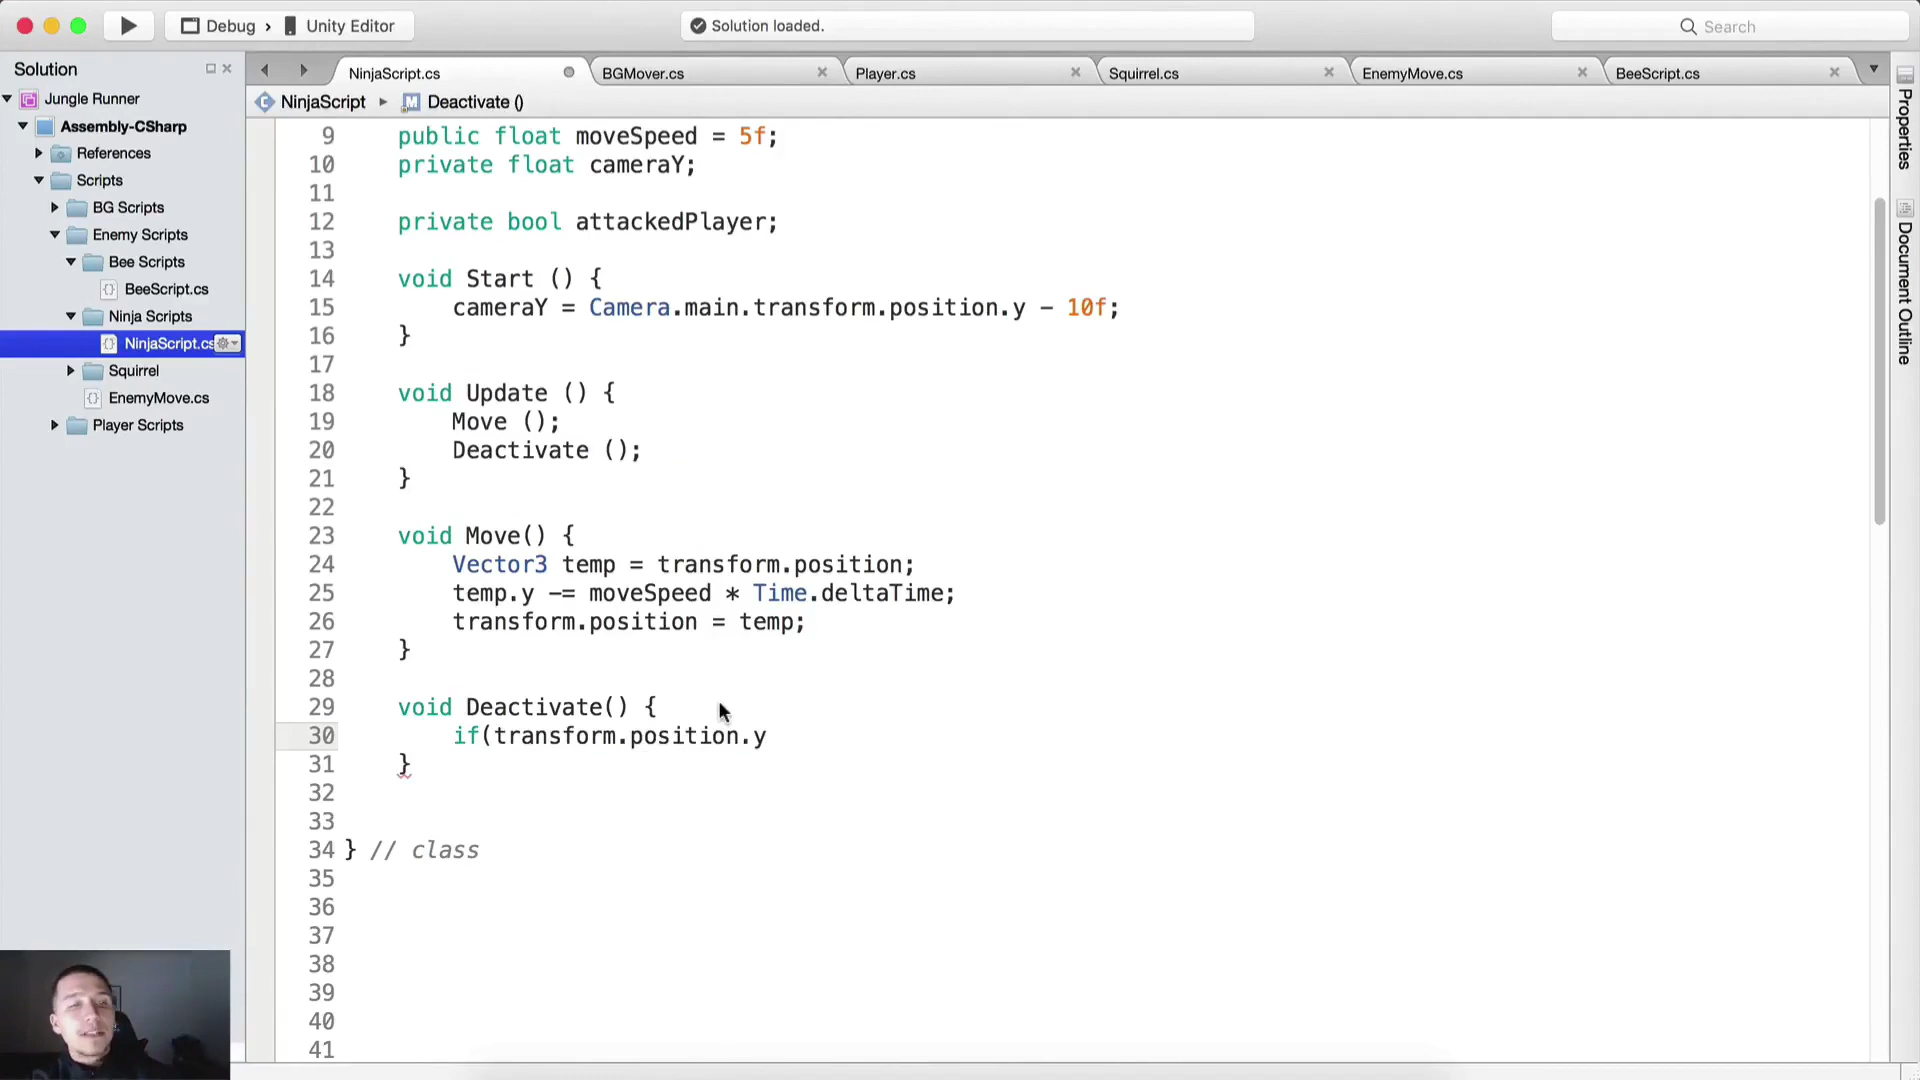 Debug › Unity Editor
Solution loaded.
Search
Solution
Jungle Runner
Assembly-CSharp
References
Scripts
BG Scripts
Enemy Scripts
Bee Scripts
BeeScript.cs
Ninja Scripts
NinjaScript.cs
Squirrel
EnemyMove.cs
Player Scripts
NinjaScript.cs
BGMover.cs
Player.cs
Squirrel.cs
EnemyMove.cs
BeeScript.cs
NinjaScript ▸ M Deactivate ()
9 public float moveSpeed = 5f;
10 private float cameraY;
11
12 private bool attackedPlayer;
13
14 void Start () {
15 cameraY = Camera.main.transform.position.y - 10f;
16 }
17
18 void Update () {
19 Move ();
20 Deactivate ();
21 }
22
23 void Move() {
24 Vector3 temp = transform.position;
25 temp.y -= moveSpeed * Time.deltaTime;
26 transform.position = temp;
27 }
28
29 void Deactivate() {
30 if(transform.position.y
31 }
32
33
34 } // class
35
36
37
38
39
40
41
Properties
Document Outline